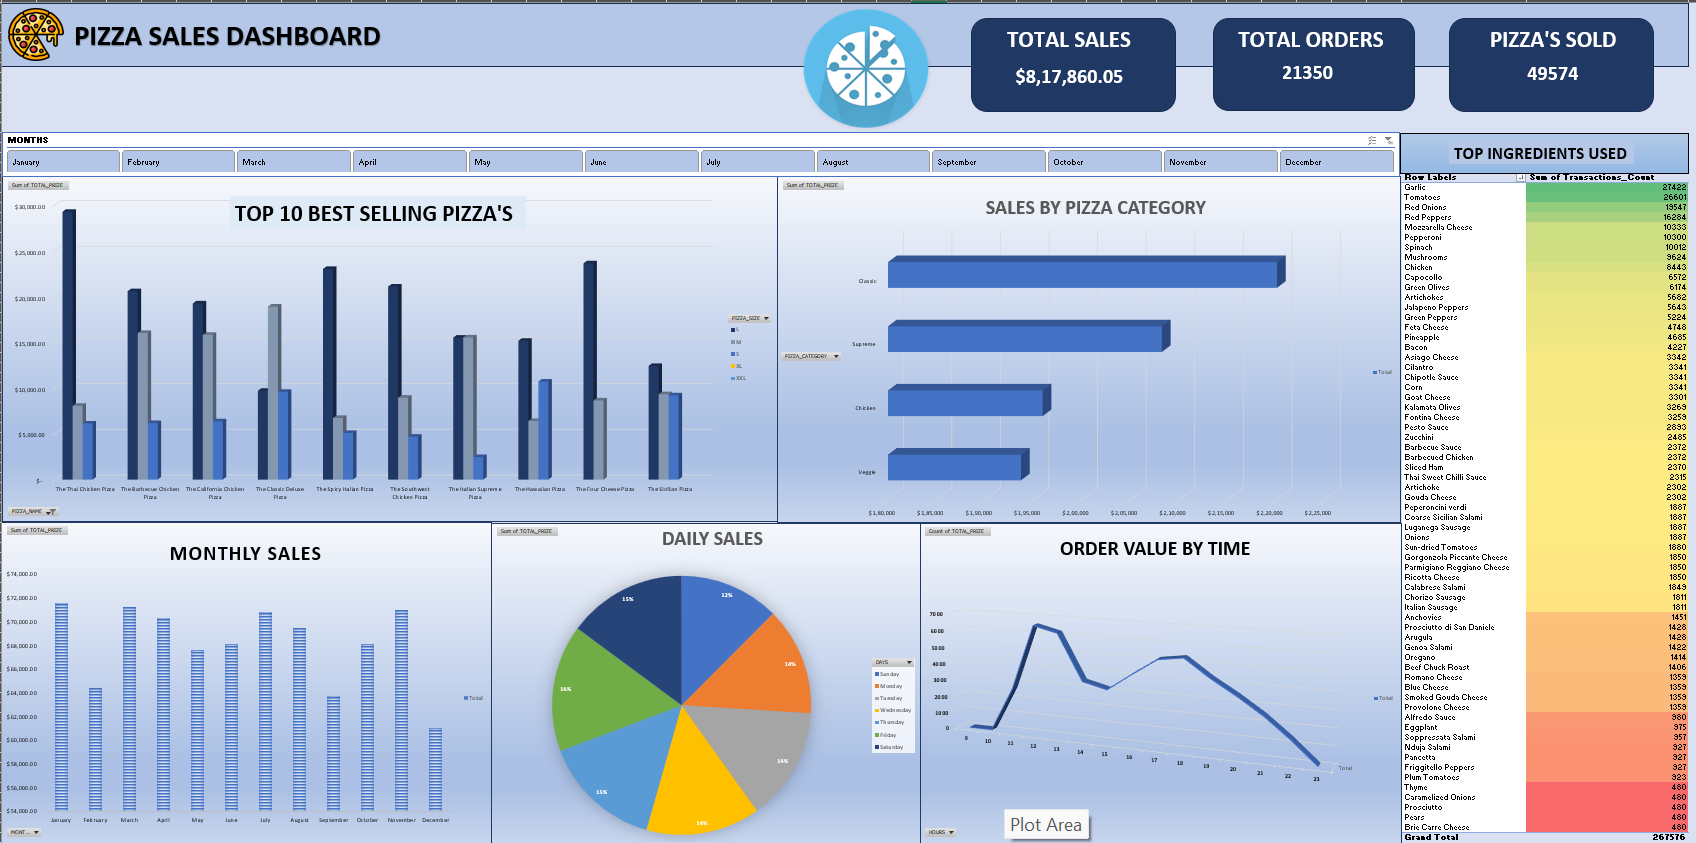 PIZZA SALES DASHBOARD
TOTAL SALES
$8,17,860.05
TOTAL ORDERS
21350
PIZZA'S SOLD
49574
MONTHS
January February March April May June July August September October November December
TOP INGREDIENTS USED
Sum of TOTAL_PRIZE
TOP 10 BEST SELLING PIZZA'S
$30,000.00
$25,000.00
$20,000.00
$15,000.00
$10,000.00
$5,000.00
$-
The Thai Chicken Pizza
The Barbecue Chicken Pizza
The California Chicken Pizza
The Classic Deluxe Pizza
The Spicy Italian Pizza
The Southwest Chicken Pizza
The Italian Supreme Pizza
The Hawaiian Pizza
The Four Cheese Pizza
The Sicilian Pizza
PIZZA_SIZE
L
M
S
XL
XXL
PIZZA_NAME
Sum of TOTAL_PRIZE
SALES BY PIZZA CATEGORY
Classic
Supreme
Chicken
Veggie
PIZZA_CATEGORY
Total
$1,80,000 $1,85,000 $1,90,000 $1,95,000 $2,00,000 $2,05,000 $2,10,000 $2,15,000 $2,20,000 $2,25,000
Sum of TOTAL_PRIZE
MONTHLY SALES
$74,000.00
$72,000.00
$70,000.00
$68,000.00
$66,000.00
$64,000.00
$62,000.00
$60,000.00
$58,000.00
$56,000.00
$54,000.00
January February March April May June July August September October November December
Total
MONT...
Sum of TOTAL_PRIZE
DAILY SALES
12%
14%
14%
14%
15%
16%
15%
DAYS
Sunday
Monday
Tuesday
Wednesday
Thursday
Friday
Saturday
Count of TOTAL_PRIZE
ORDER VALUE BY TIME
7000
6000
5000
4000
3000
2000
1000
0
9 10 11 12 13 14 15 16 17 18 19 20 21 22 23
Total
Total
HOURS
Plot Area
Row Labels Sum of Transactions_Count
Garlic 27422
Tomatoes 26601
Red Onions 19547
Red Peppers 16284
Mozzarella Cheese 10333
Pepperoni 10300
Spinach 10012
Mushrooms 9624
Chicken 8443
Capocollo 6572
Green Olives 6174
Artichokes 5682
Jalapeno Peppers 5643
Green Peppers 5224
Feta Cheese 4748
Pineapple 4685
Bacon 4227
Asiago Cheese 3342
Cilantro 3341
Chipotle Sauce 3341
Corn 3341
Goat Cheese 3301
Kalamata Olives 3269
Fontina Cheese 3259
Pesto Sauce 2893
Zucchini 2485
Barbecue Sauce 2372
Barbecued Chicken 2372
Sliced Ham 2370
Thai Sweet Chilli Sauce 2315
Artichoke 2302
Gouda Cheese 2302
Peperoncini verdi 1887
Coarse Sicilian Salami 1887
Luganega Sausage 1887
Onions 1887
Sun-dried Tomatoes 1880
Gorgonzola Piccante Cheese 1850
Parmigiano Reggiano Cheese 1850
Ricotta Cheese 1850
Calabrese Salami 1849
Chorizo Sausage 1811
Italian Sausage 1811
Anchovies 1451
Prosciutto di San Daniele 1428
Arugula 1428
Genoa Salami 1422
Oregano 1414
Beef Chuck Roast 1406
Romano Cheese 1359
Blue Cheese 1359
Smoked Gouda Cheese 1359
Provolone Cheese 1359
Alfredo Sauce 980
Eggplant 975
Soppressata Salami 957
Nduja Salami 927
Pancetta 927
Friggitello Peppers 927
Plum Tomatoes 923
Thyme 480
Caramelized Onions 480
Prosciutto 480
Pears 480
Brie Carre Cheese 480
Grand Total 267576